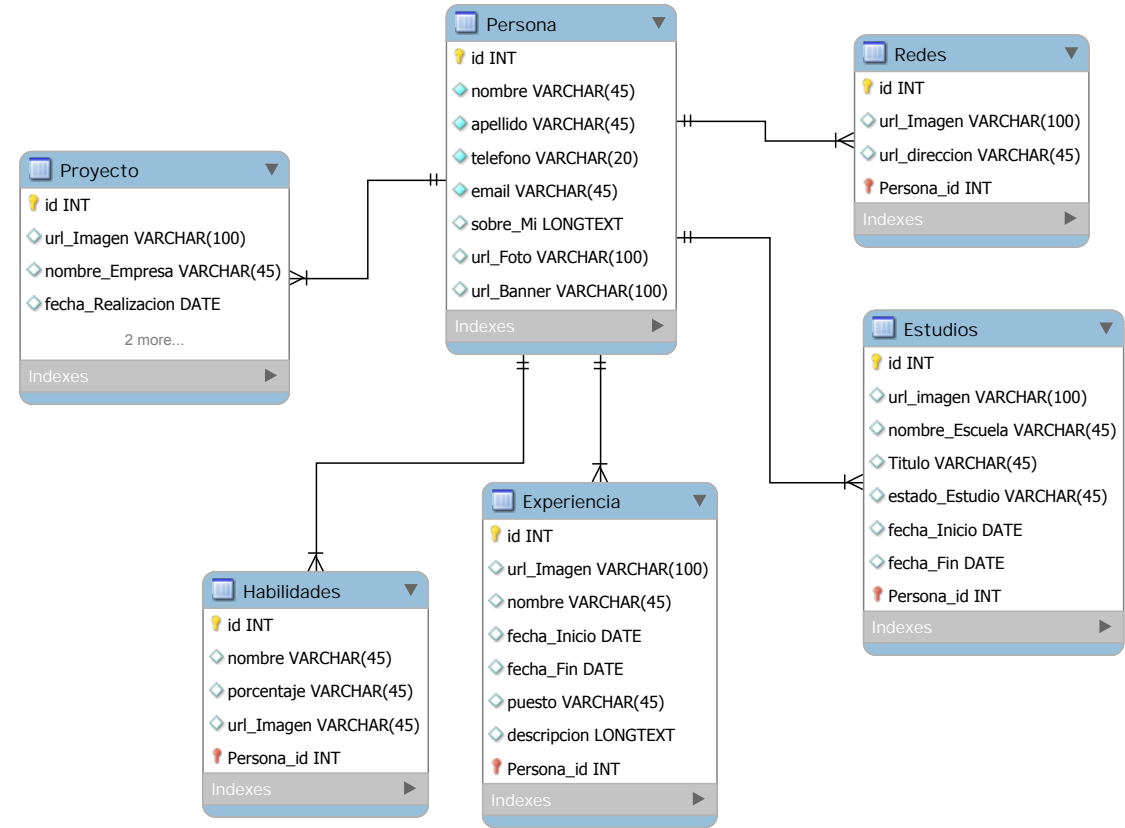 Persona
id INT
nombre VARCHAR(45)
apellido VARCHAR(45)
telefono VARCHAR(20)
email VARCHAR(45)
sobre_Mi LONGTEXT
url_Foto VARCHAR(100)
url_Banner VARCHAR(100)
Indexes
Redes
id INT
url_Imagen VARCHAR(100)
url_direccion VARCHAR(45)
Persona_id INT
Indexes
Proyecto
id INT
url_Imagen VARCHAR(100)
nombre_Empresa VARCHAR(45)
fecha_Realizacion DATE
2 more...
Indexes
Estudios
id INT
url_imagen VARCHAR(100)
nombre_Escuela VARCHAR(45)
Titulo VARCHAR(45)
estado_Estudio VARCHAR(45)
fecha_Inicio DATE
fecha_Fin DATE
Persona_id INT
Indexes
Habilidades
id INT
nombre VARCHAR(45)
porcentaje VARCHAR(45)
url_Imagen VARCHAR(45)
Persona_id INT
Indexes
Experiencia
id INT
url_Imagen VARCHAR(100)
nombre VARCHAR(45)
fecha_Inicio DATE
fecha_Fin DATE
puesto VARCHAR(45)
descripcion LONGTEXT
Persona_id INT
Indexes